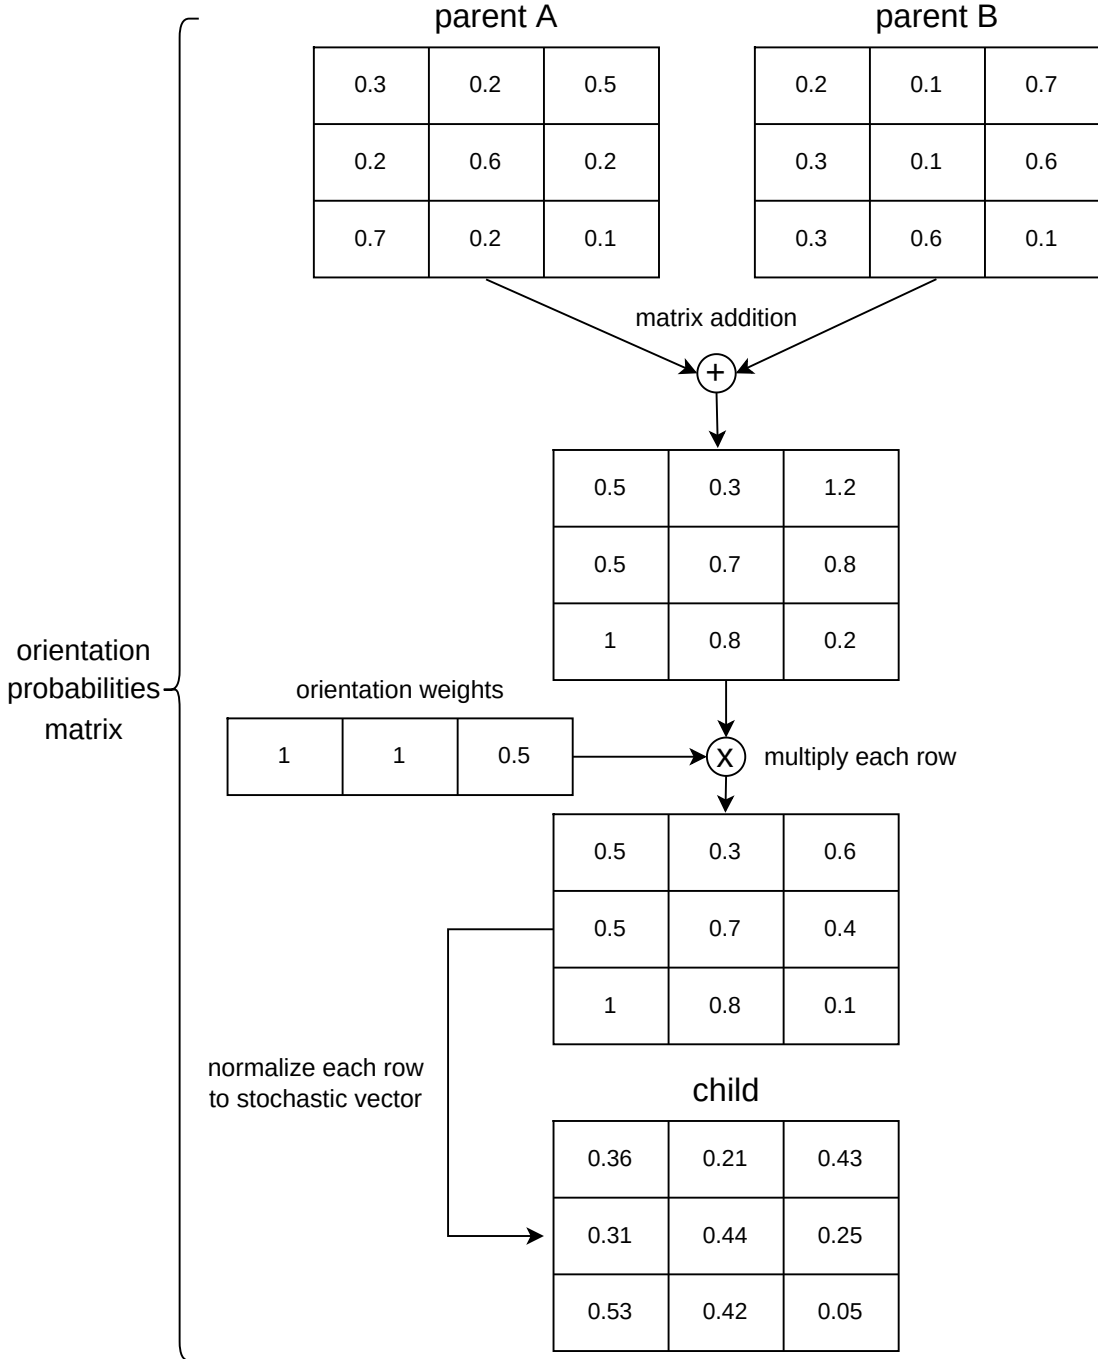 parent A
parent B
0.3 0.2 0.5
0.2 0.6 0.2
0.7 0.2 0.1
0.2 0.1 0.7
0.3 0.1 0.6
0.3 0.6 0.1
matrix addition
+
0.5 0.3 1.2
0.5 0.7 0.8
1 0.8 0.2
orientation
probabilities
matrix
orientation weights
1 1 0.5
x
multiply each row
0.5 0.3 0.6
0.5 0.7 0.4
1 0.8 0.1
normalize each row
to stochastic vector
child
0.36 0.21 0.43
0.31 0.44 0.25
0.53 0.42 0.05